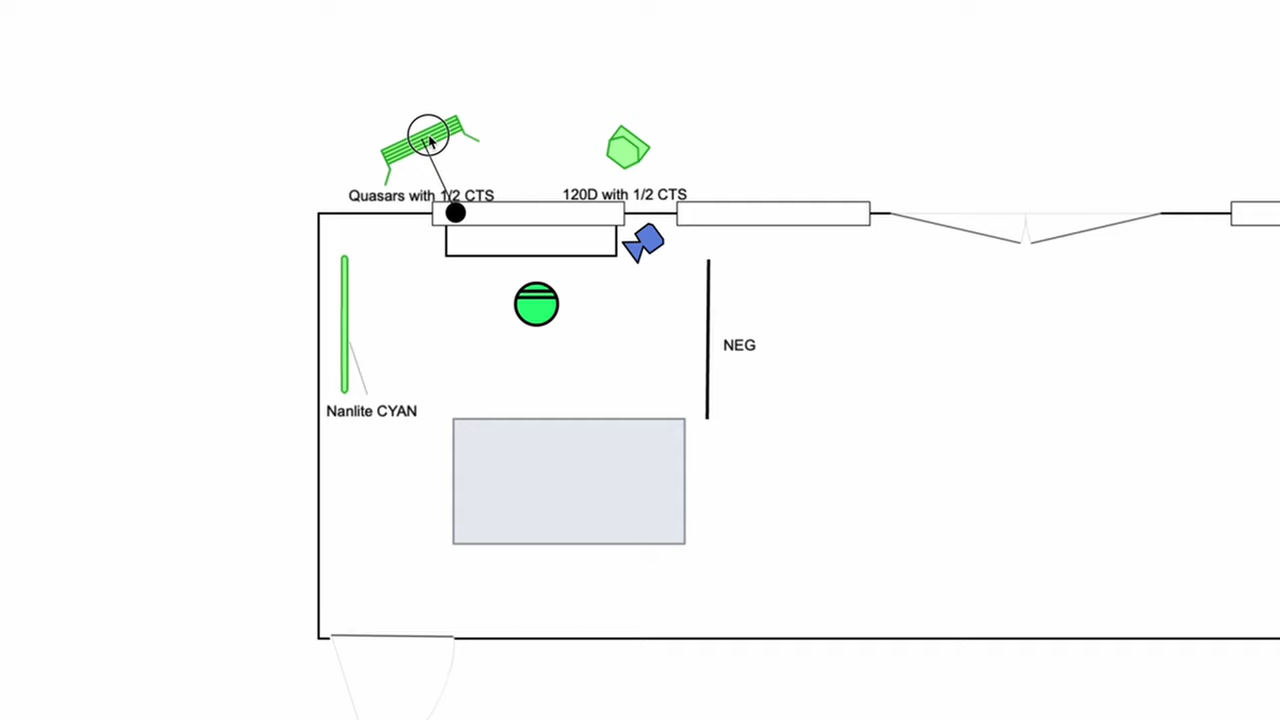 Quasars with 1/2 CTS
120D with 1/2 CTS
NEG
Nanlite CYAN